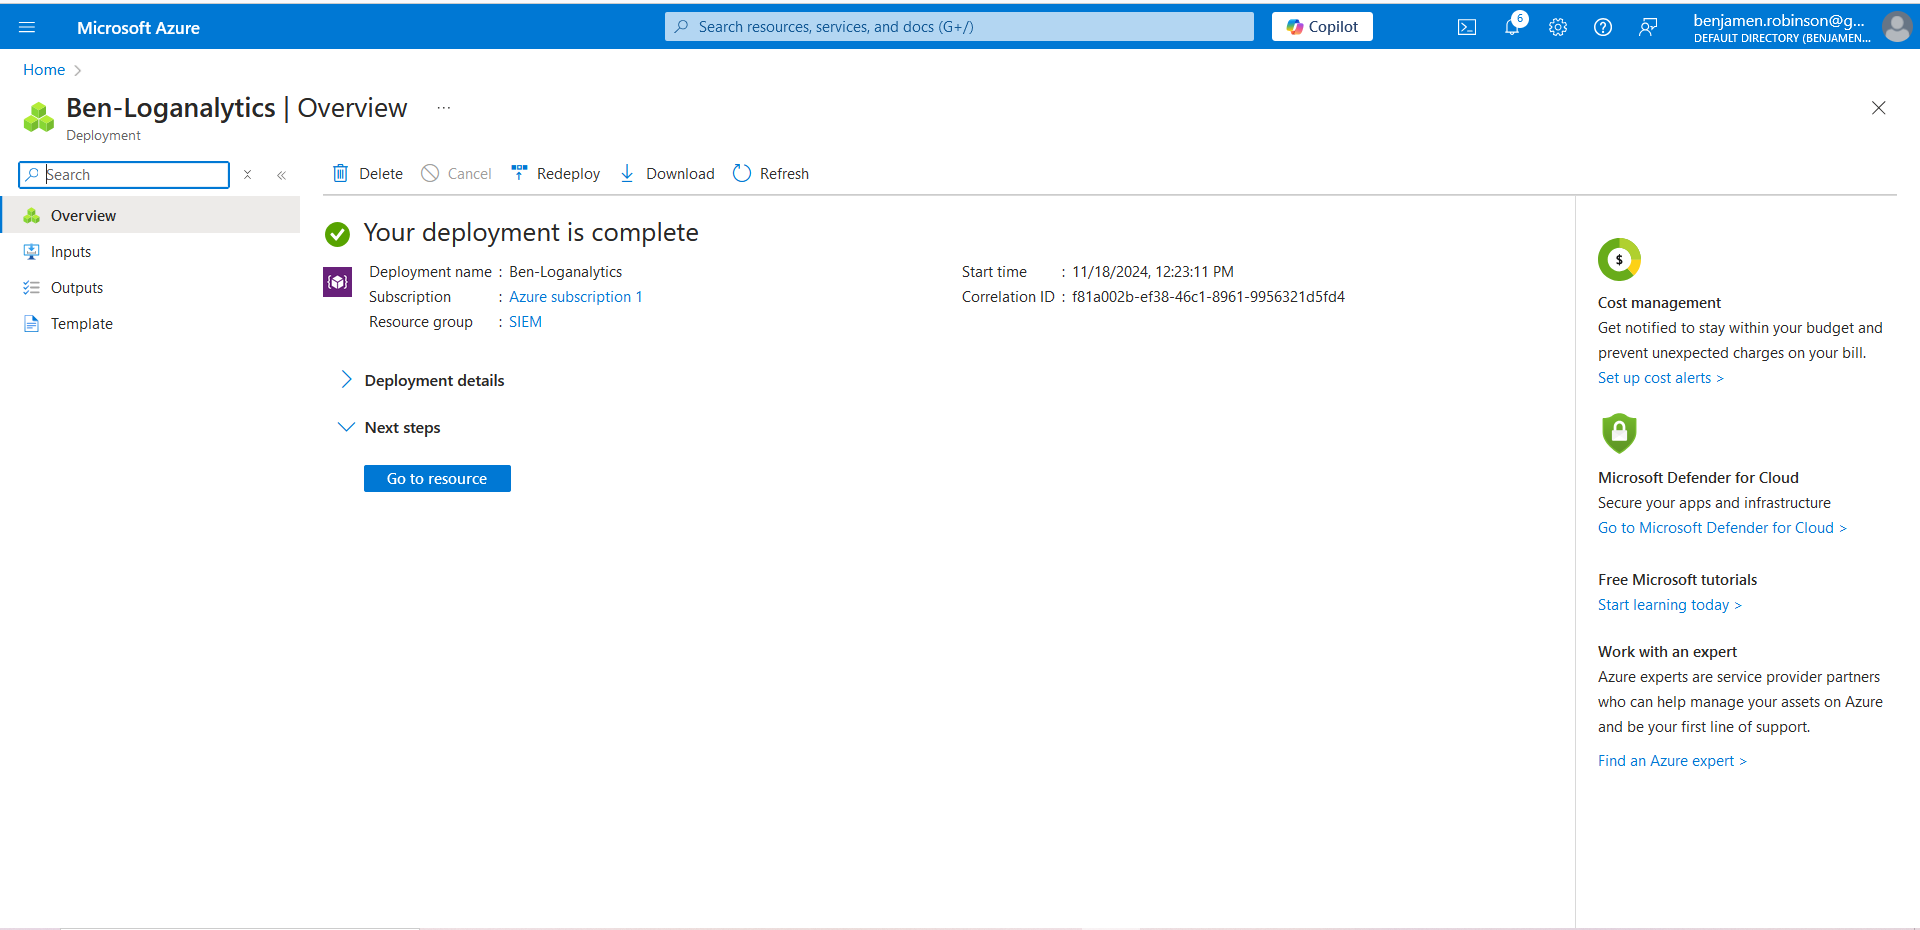 Microsoft Azure
Search resources, services, and docs (G+/)
Copilot
6
benjamen.robinson@g...
DEFAULT DIRECTORY (BENJAMEN...
Home
Ben-Loganalytics | Overview ...
Deployment
Search
Delete
Cancel
Redeploy
Download
Refresh
Overview
Inputs
Outputs
Template
Your deployment is complete
Deployment name : Ben-Loganalytics
Subscription : Azure subscription 1
Resource group : SIEM
Start time : 11/18/2024, 12:23:11 PM
Correlation ID : f81a002b-ef38-46c1-8961-9956321d5fd4
Deployment details
Next steps
Go to resource
$
Cost management
Get notified to stay within your budget and
prevent unexpected charges on your bill.
Set up cost alerts >
Microsoft Defender for Cloud
Secure your apps and infrastructure
Go to Microsoft Defender for Cloud >
Free Microsoft tutorials
Start learning today >
Work with an expert
Azure experts are service provider partners
who can help manage your assets on Azure
and be your first line of support.
Find an Azure expert >